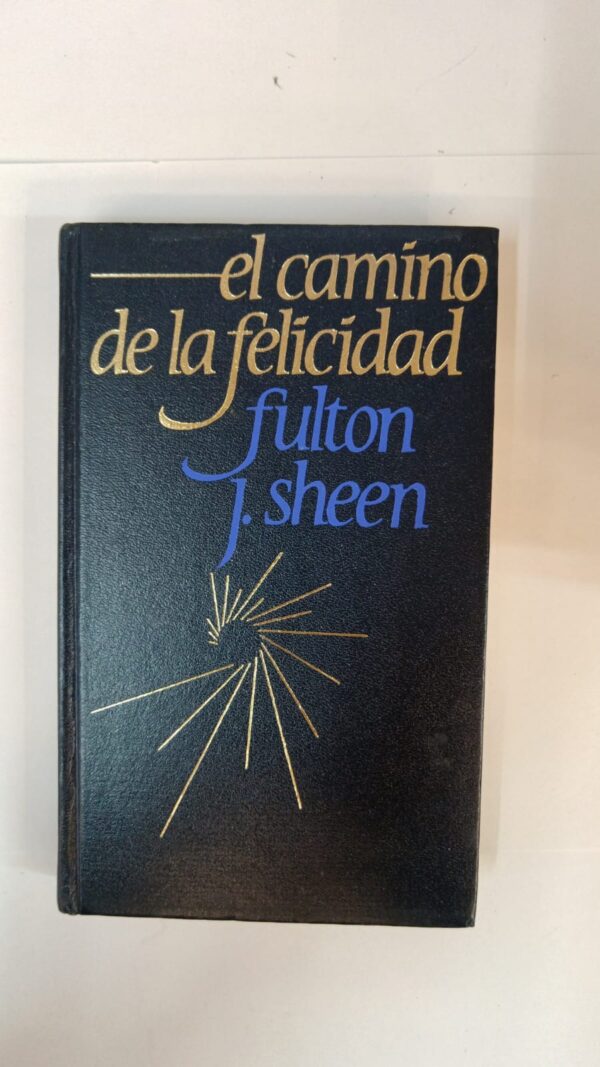 el camino
de la felicidad
fulton
j. sheen